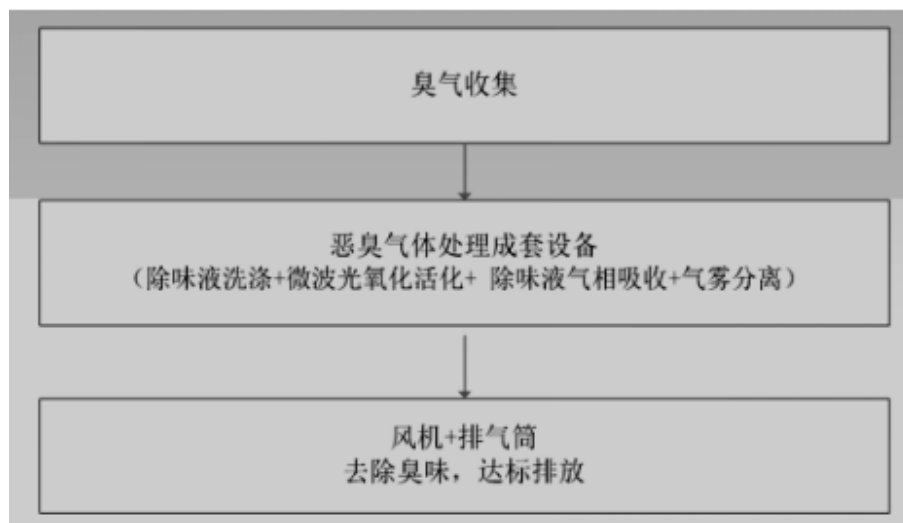 臭气收集
恶臭气体处理成套设备
（除味液洗涤+微波光氧化活化+ 除味液气相吸收+气雾分离）
风机+排气筒
去除臭味，达标排放